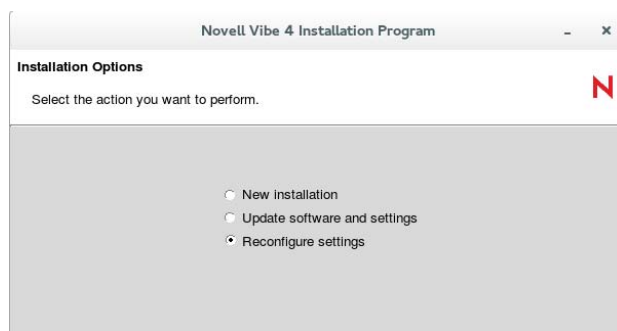 Novell Vibe 4 Installation Program
Installation Options
Select the action you want to perform.
N
New installation
Update software and settings
Reconfigure settings